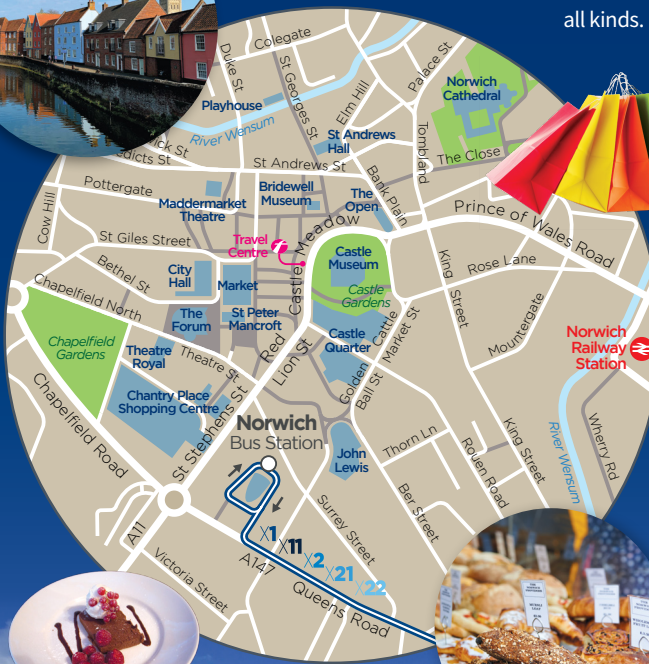 all kinds.
Colegate
Duke St
St Georges St
Elm Hill
Palace St
Norwich
Cathedral
Playhouse
River Wensum
St Andrews
Hall
Tombland
The Close
St Andrews St
Bank Plain
Pottergate
Maddermarket
Theatre
Bridewell
Museum
The
Open
Prince of Wales Road
Cow Hill
St Giles Street
Travel
Centre
Castle Meadow
Castle
Museum
Castle
Gardens
King Street
Rose Lane
Bethel St
City
Hall
Market
Chapelfield North
The
Forum
St Peter
Mancroft
Red Lion St
Castle
Quarter
Cattle Market St
Mountergate
Norwich
Railway
Station
Chapelfield
Gardens
Theatre
Royal
Theatre St
Golden Ball St
Chantry Place
Shopping Centre
Chapelfield Road
St Stephens St
Norwich
Bus Station
John
Lewis
Thorn Ln
Rouen Road
King Street
River Wensum
Wherry Rd
Ber Street
Surrey Street
A11
X1
X11
X2
X21
X22
A147
Queens Road
Victoria Street